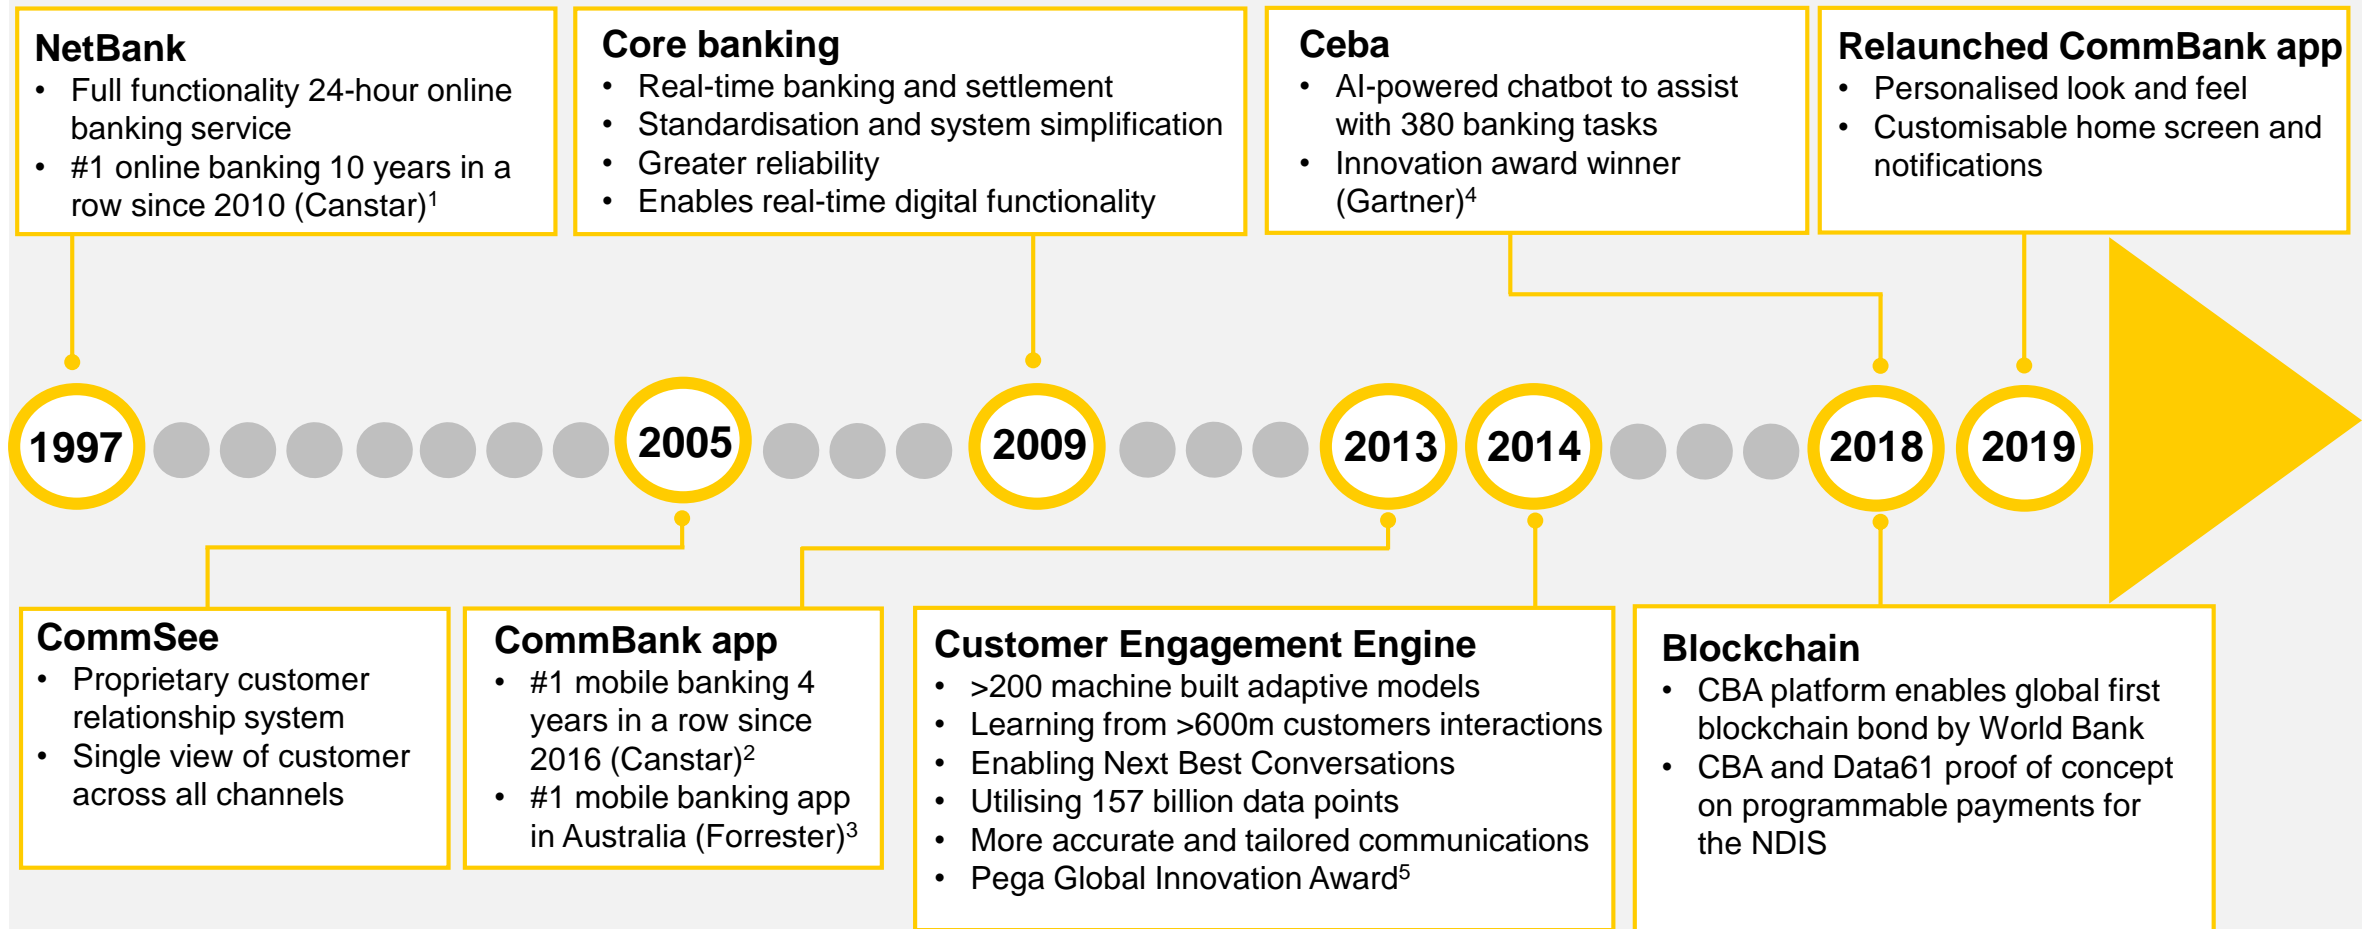 NetBank
• Full functionality 24-hour online
banking service
• #1 online banking 10 years in a
row since 2010 (Canstar)1
Core banking
• Real-time banking and settlement
• Standardisation and system simplification
• Greater reliability
• Enables real-time digital functionality
Ceba
• AI-powered chatbot to assist
with 380 banking tasks
• Innovation award winner
(Gartner)4
Relaunched CommBank app
• Personalised look and feel
• Customisable home screen and
notifications
1997
2005
2009
2013
2014
2018
2019
CommSee
• Proprietary customer
relationship system
• Single view of customer
across all channels
CommBank app
• #1 mobile banking 4
years in a row since
2016 (Canstar)2
• #1 mobile banking app
in Australia (Forrester)3
Customer Engagement Engine
• >200 machine built adaptive models
• Learning from >600m customers interactions
• Enabling Next Best Conversations
• Utilising 157 billion data points
• More accurate and tailored communications
• Pega Global Innovation Award5
Blockchain
• CBA platform enables global first
blockchain bond by World Bank
• CBA and Data61 proof of concept
on programmable payments for
the NDIS